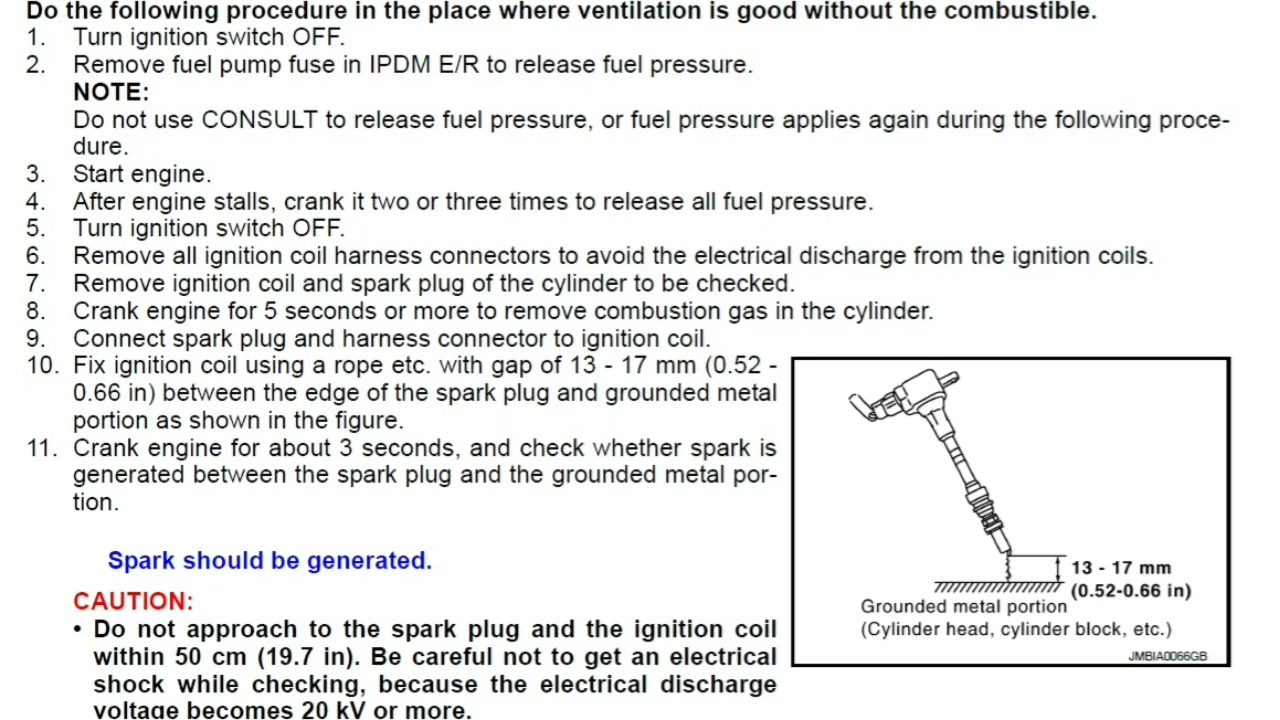 Do the following procedure in the place where ventilation is good without the combustible.
1. Turn ignition switch OFF.
2. Remove fuel pump fuse in IPDM E/R to release fuel pressure.
NOTE:
Do not use CONSULT to release fuel pressure, or fuel pressure applies again during the following proce-
dure.
3. Start engine.
4. After engine stalls, crank it two or three times to release all fuel pressure.
5. Turn ignition switch OFF.
6. Remove all ignition coil harness connectors to avoid the electrical discharge from the ignition coils.
7. Remove ignition coil and spark plug of the cylinder to be checked.
8. Crank engine for 5 seconds or more to remove combustion gas in the cylinder.
9. Connect spark plug and harness connector to ignition coil.
10. Fix ignition coil using a rope etc. with gap of 13 - 17 mm (0.52 -
0.66 in) between the edge of the spark plug and grounded metal
portion as shown in the figure.
11. Crank engine for about 3 seconds, and check whether spark is
generated between the spark plug and the grounded metal por-
tion.
Spark should be generated.
CAUTION:
• Do not approach to the spark plug and the ignition coil
within 50 cm (19.7 in). Be careful not to get an electrical
shock while checking, because the electrical discharge
voltage becomes 20 kV or more.
13 - 17 mm
(0.52-0.66 in)
Grounded metal portion
(Cylinder head, cylinder block, etc.)
JMBIA0066GB